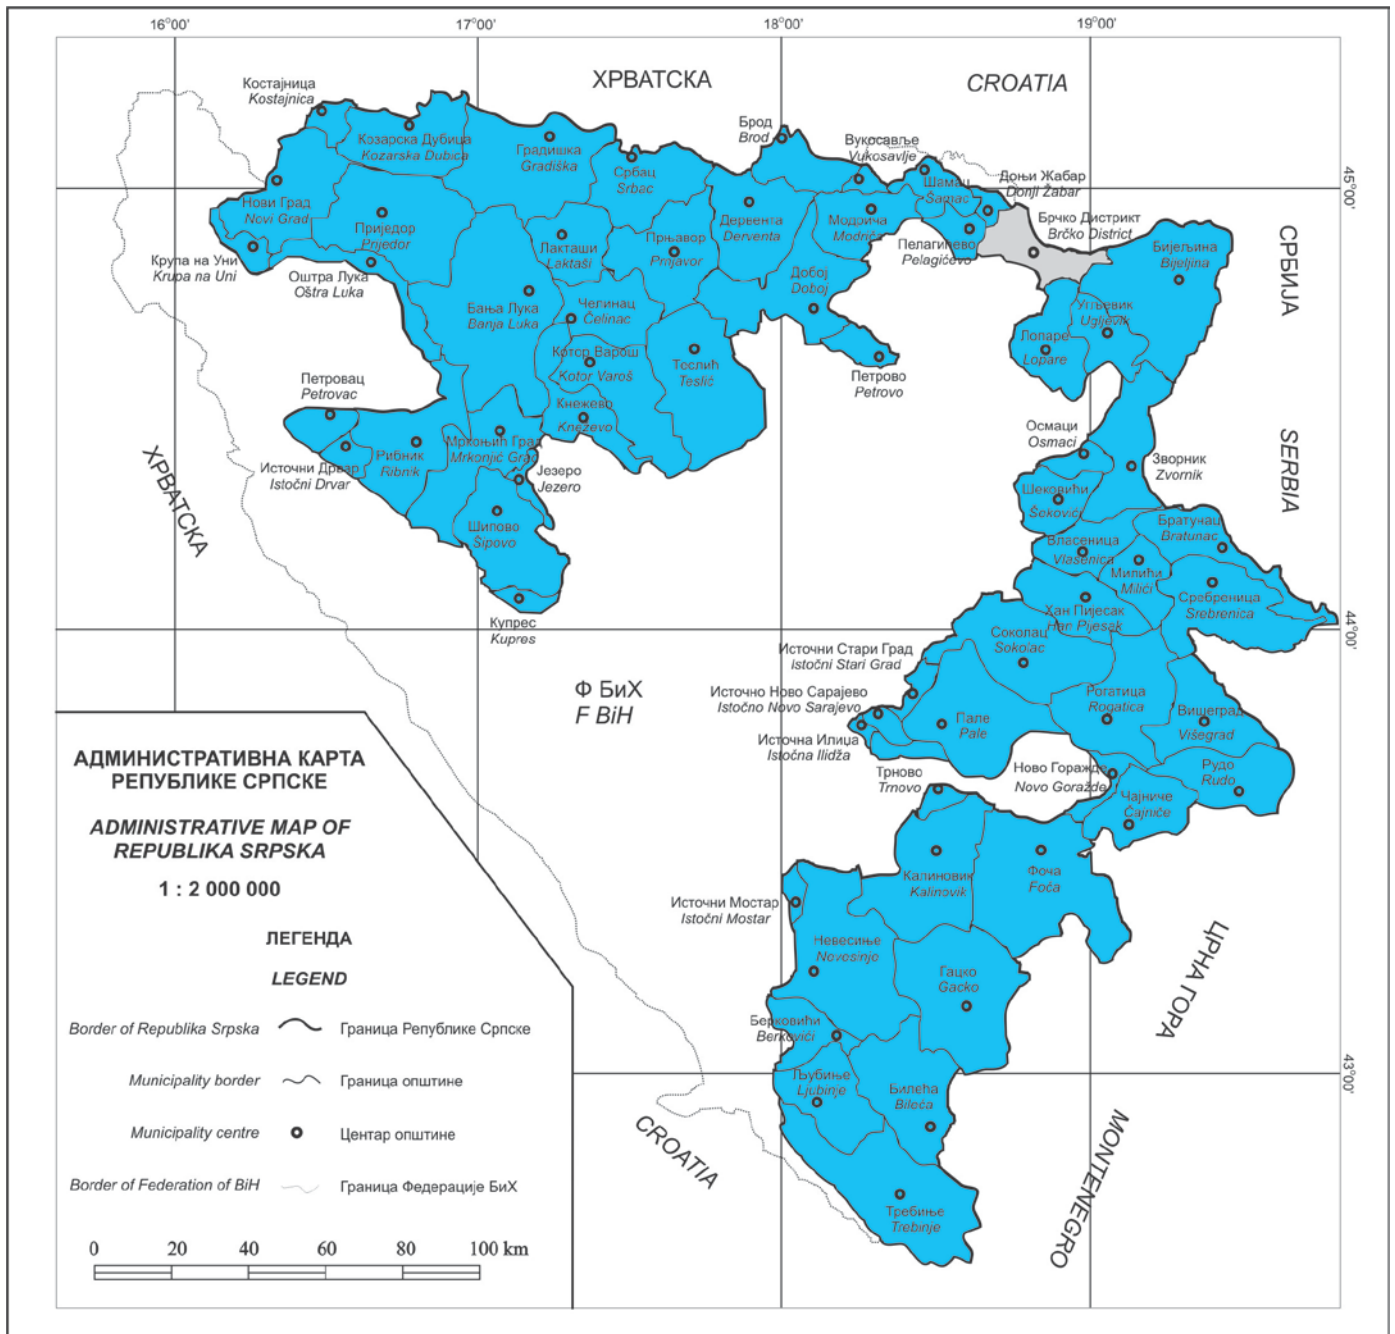 16°00'
17°00'
18°00'
19°00'
ХРВАТСКА
CROATIA
Костајница
Kostajnica
Козарска Дубица
Kozarska Dubica
Градишка
Gradiška
Србац
Srbac
Брод
Brod
Вукосавље
Vukosavlje
Шамац
Šamac
Доњи Жабар
Donji Žabar
45°00'
Брчко Дистрикт
Brčko District
Нови Град
Novi Grad
Приједор
Prijedor
Лакташи
Laktaši
Прњавор
Prnjavor
Дервента
Derventa
Модрича
Modriča
Пелагићево
Pelagićevo
Бијељина
Bijeljina
СРБИЈА
Крупа на Уни
Krupa na Uni
Оштра Лука
Oštra Luka
Добој
Doboj
Бања Лука
Banja Luka
Челинац
Čelinac
Угљевик
Ugljevik
Лопаре
Lopare
Котор Варош
Kotor Varoš
Теслић
Teslić
Петрово
Petrovo
Петровац
Petrovac
Кнежево
Kneževo
Осмаци
Osmaci
SERBIA
Источни Дрвар
Istočni Drvar
Рибник
Ribnik
Мркоњић Град
Mrkonjić Grad
Језеро
Jezero
Зворник
Zvornik
ХРВАТСКА
Шековићи
Šekovići
Шипово
Šipovo
Братунац
Bratunac
Власеница
Vlasenica
Милићи
Milići
Сребреница
Srebrenica
Хан Пијесак
Han Pijesak
Купрес
Kupres
44°00'
Соколац
Sokolac
Источни Стари Град
Istočni Stari Grad
Ф БиХ
F BiH
Источно Ново Сарајево
Istočno Novo Sarajevo
Рогатица
Rogatica
Вишеград
Višegrad
Пале
Pale
Источна Илиџа
Istočna Ilidža
Трново
Trnovo
Ново Горажде
Novo Goražde
Рудо
Rudo
Чајниче
Čajniče
АДМИНИСТРАТИВНА КАРТА
РЕПУБЛИКЕ СРПСКЕ
ADMINISTRATIVE MAP OF
REPUBLIKA SRPSKA
1 : 2 000 000
Калиновик
Kalinovik
Фоча
Foča
Источни Мостар
Istočni Mostar
Невесиње
Nevesinje
Гацко
Gacko
ЦРНА ГОРА
ЛЕГЕНДА
LEGEND
Border of Republika Srpska Граница Републике Српске
Берковићи
Berkovići
Municipality border Граница општине
43°00'
Љубиње
Ljubinje
Билећа
Bileća
Municipality centre Центар општине
CROATIA
MONTENEGRO
Border of Federation of BiH Граница Федерације БиХ
Требиње
Trebinje
0 20 40 60 80 100 km